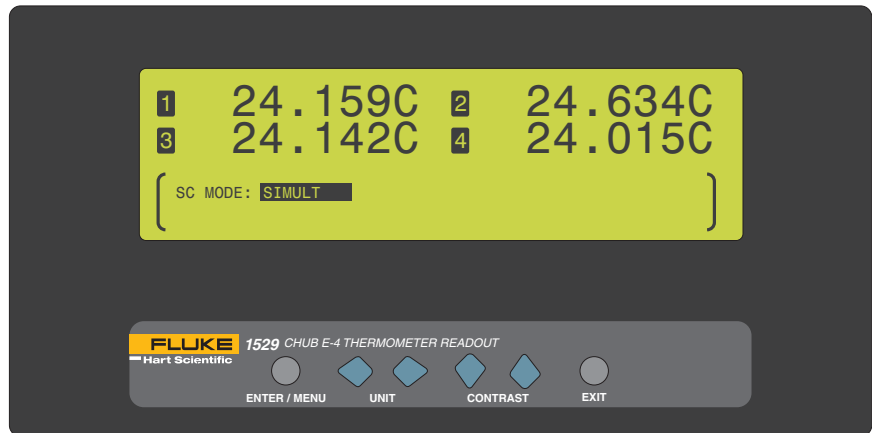 1 24.159C 2 24.634C
3 24.142C 4 24.015C
SC MODE: SIMULT
FLUKE 1529 CHUB E-4 THERMOMETER READOUT
Hart Scientific
ENTER / MENU UNIT CONTRAST EXIT